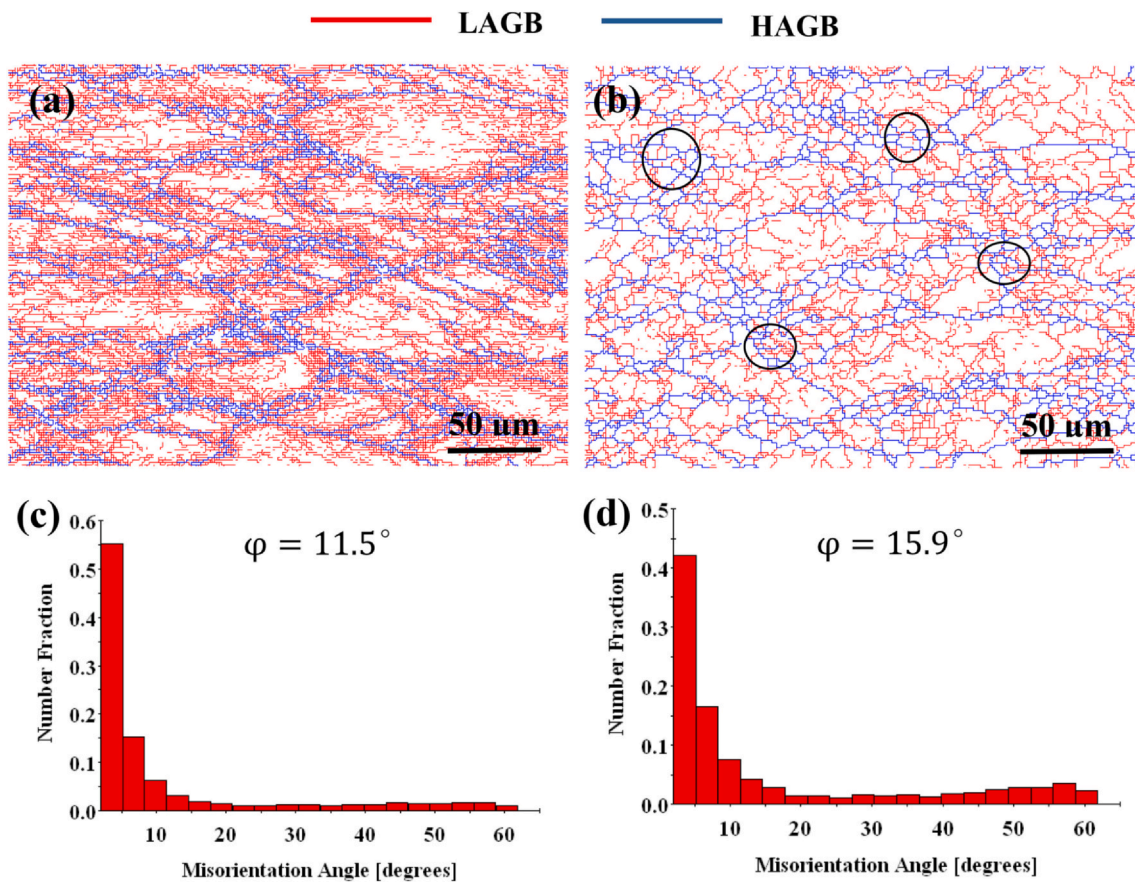 LAGB HAGB
(a) (b)
50 um 50 um
(c) (d)
φ = 11.5° φ = 15.9°
0.6
0.5
0.4
0.3
0.2
0.1
0.0
Number Fraction
10 20 30 40 50 60
Misorientation Angle [degrees]
0.5
0.4
0.3
0.2
0.1
0.0
Number Fraction
10 20 30 40 50 60
Misorientation Angle [degrees]